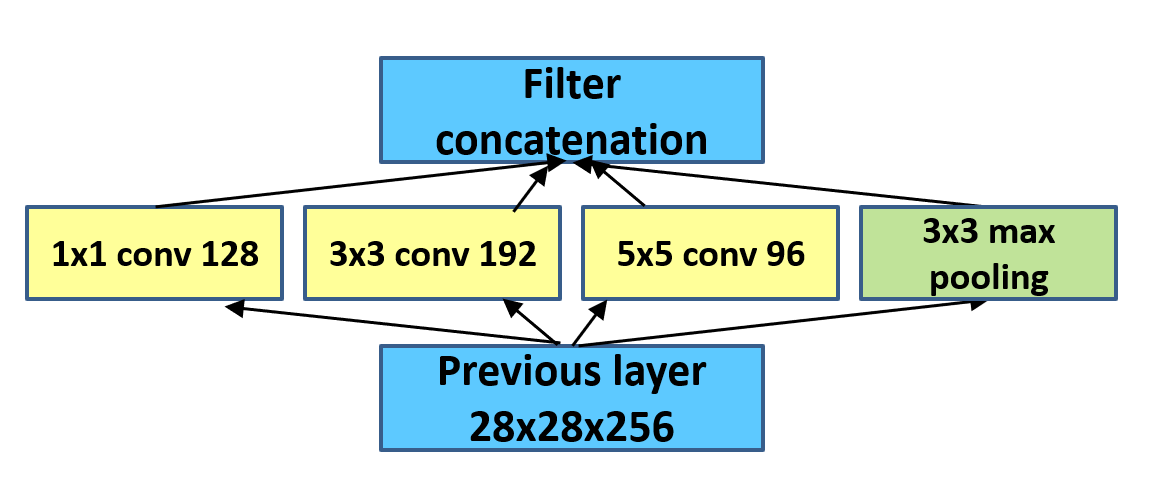 Filter
concatenation
1x1 conv 128
3x3 conv 192
5x5 conv 96
3x3 max
pooling
Previous layer
28x28x256